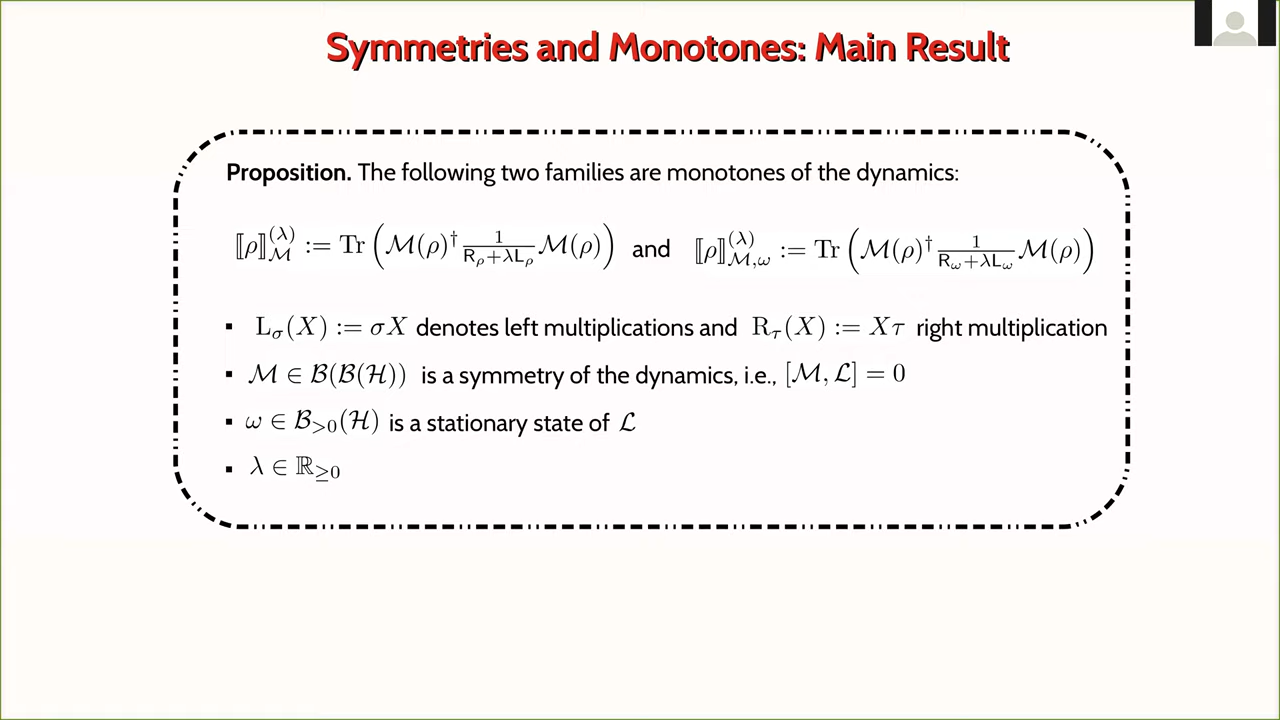 Symmetries and Monotones: Main Result
Proposition. The following two families are monotones of the dynamics:
⟦ρ⟧_ℳ^(λ) := Tr(ℳ(ρ)† 1/(R_ρ+λL_ρ) ℳ(ρ)) and ⟦ρ⟧_{ℳ,ω}^(λ) := Tr(ℳ(ρ)† 1/(R_ω+λL_ω) ℳ(ρ))
▪ L_σ(X) := σX denotes left multiplications and R_τ(X) := Xτ right multiplication
▪ ℳ ∈ ℬ(ℬ(ℋ)) is a symmetry of the dynamics, i.e., [ℳ, ℒ] = 0
▪ ω ∈ ℬ_{>0}(ℋ) is a stationary state of ℒ
▪ λ ∈ ℝ_{≥0}